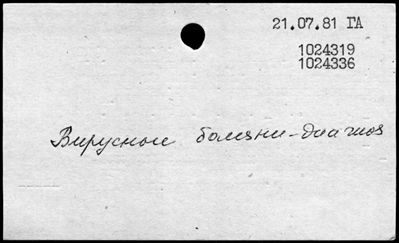 21.07.81 ГА
1024319
1024336
Вирусные болезни-диагноз